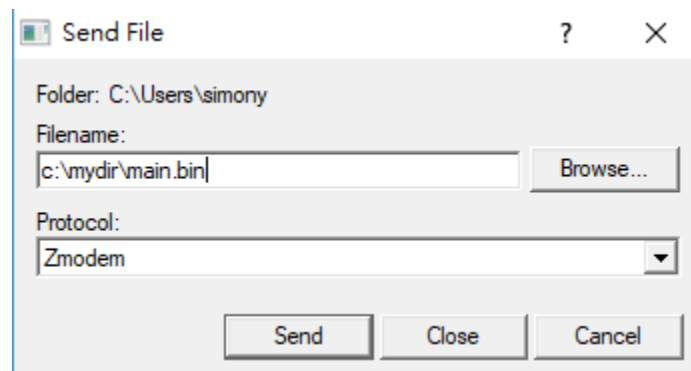 Send File
Folder: C:\Users\simony
Filename:
c:\mydir\main.bin
Browse...
Protocol:
Zmodem
Send Close Cancel